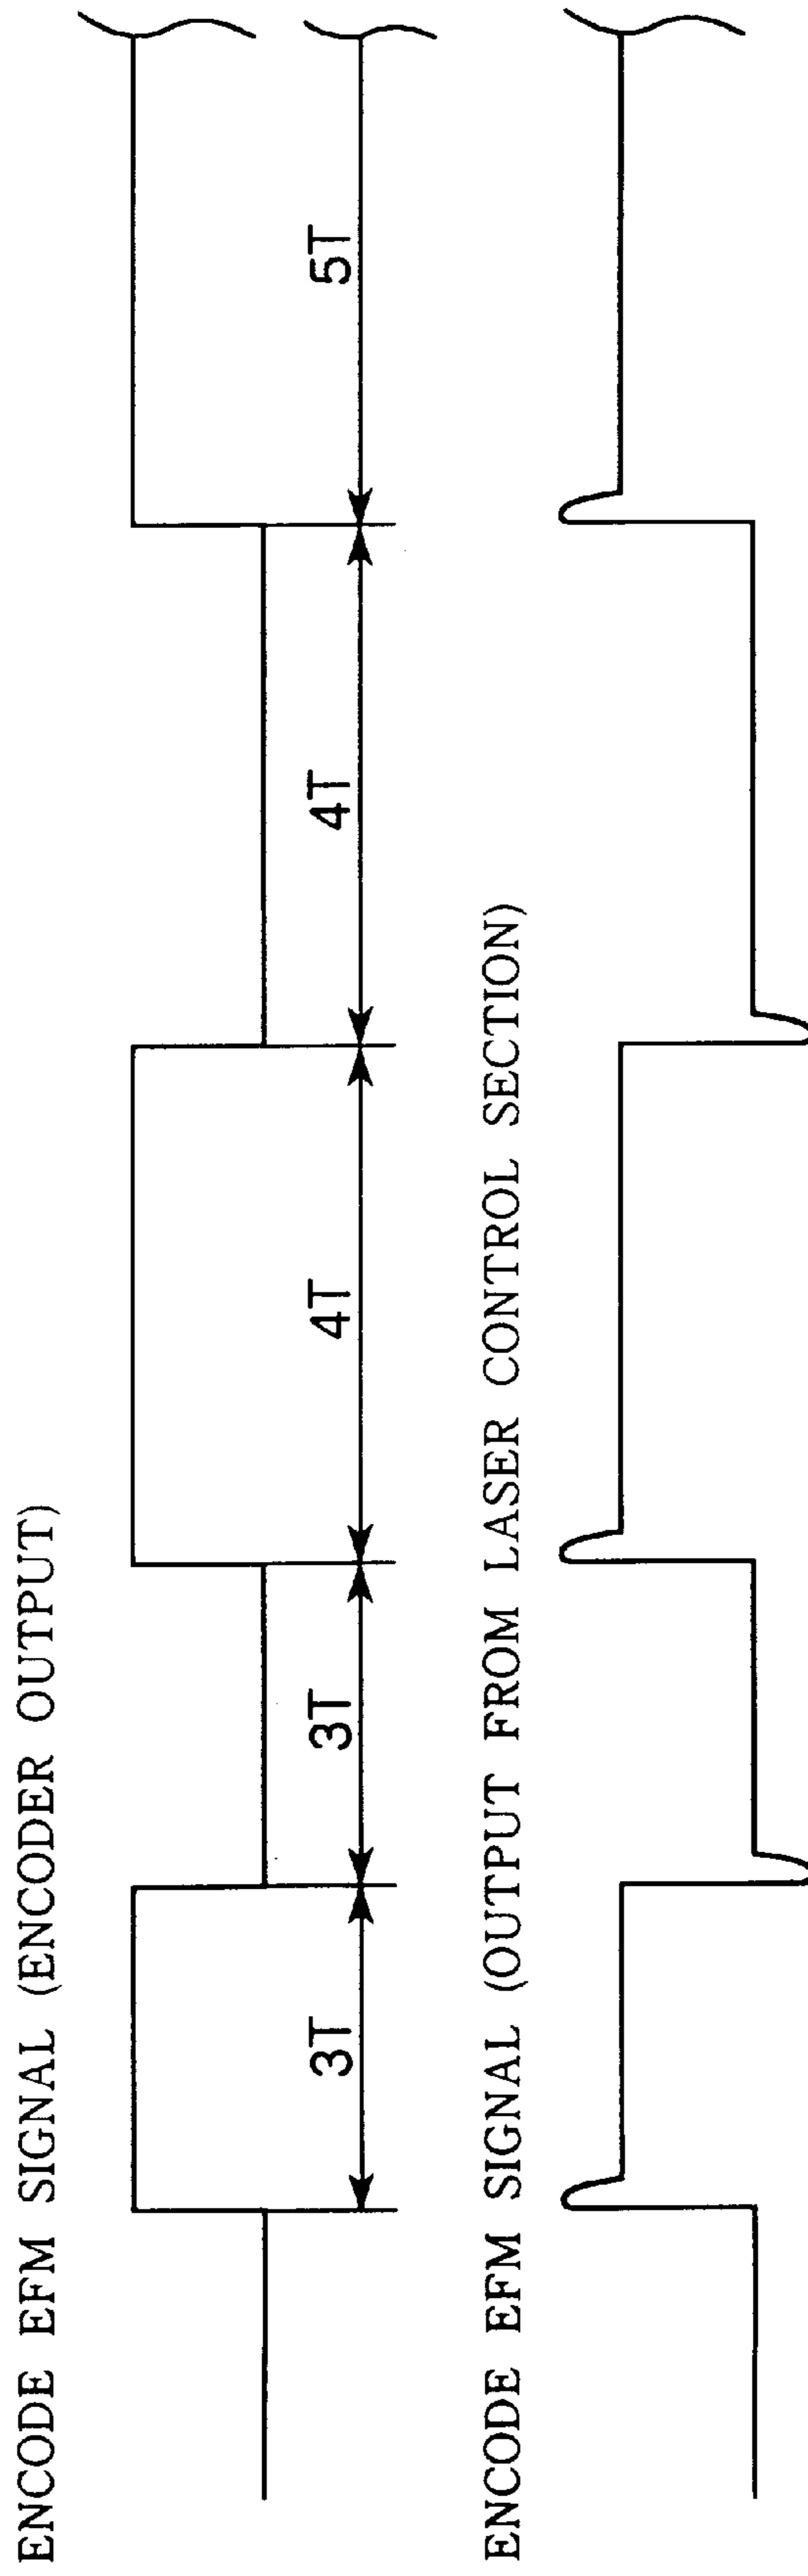 ENCODE EFM SIGNAL (ENCODER OUTPUT)
3T
3T
4T
4T
5T
ENCODE EFM SIGNAL (OUTPUT FROM LASER CONTROL SECTION)